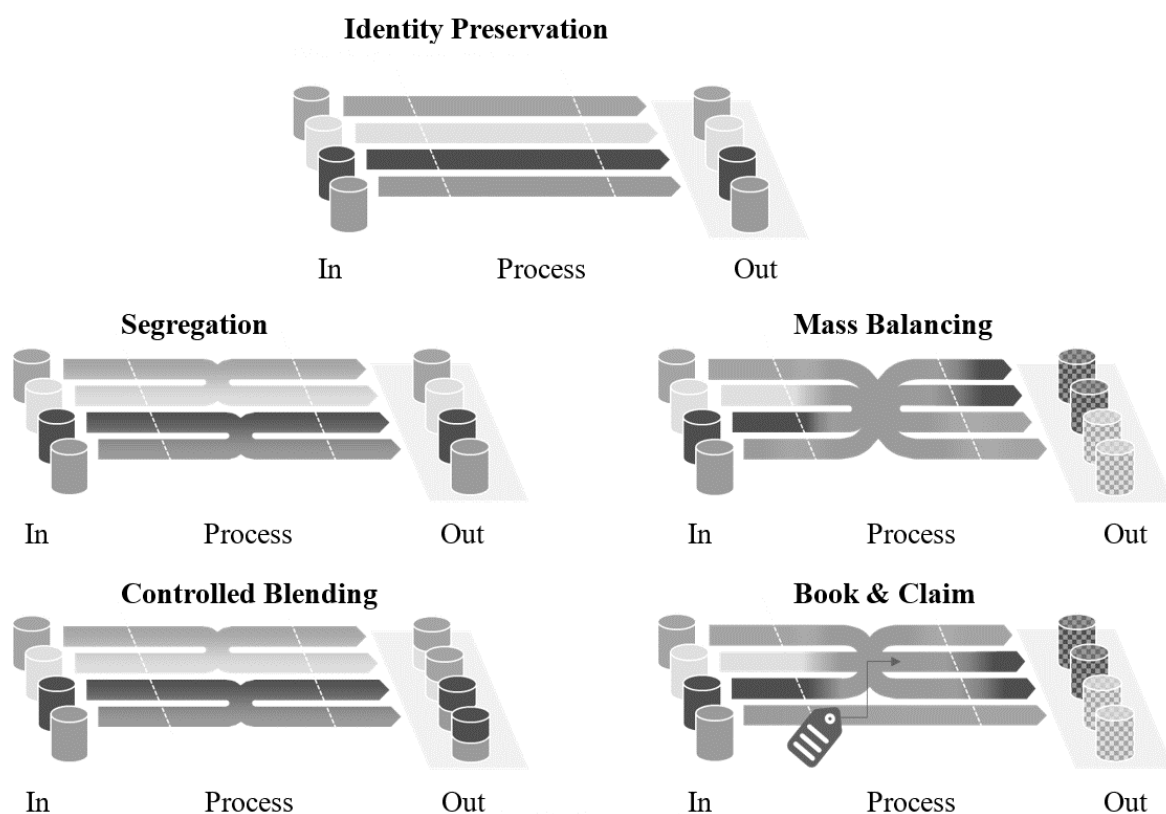 Identity Preservation
In Process Out
Segregation
In Process Out
Mass Balancing
In Process Out
Controlled Blending
In Process Out
Book & Claim
In Process Out